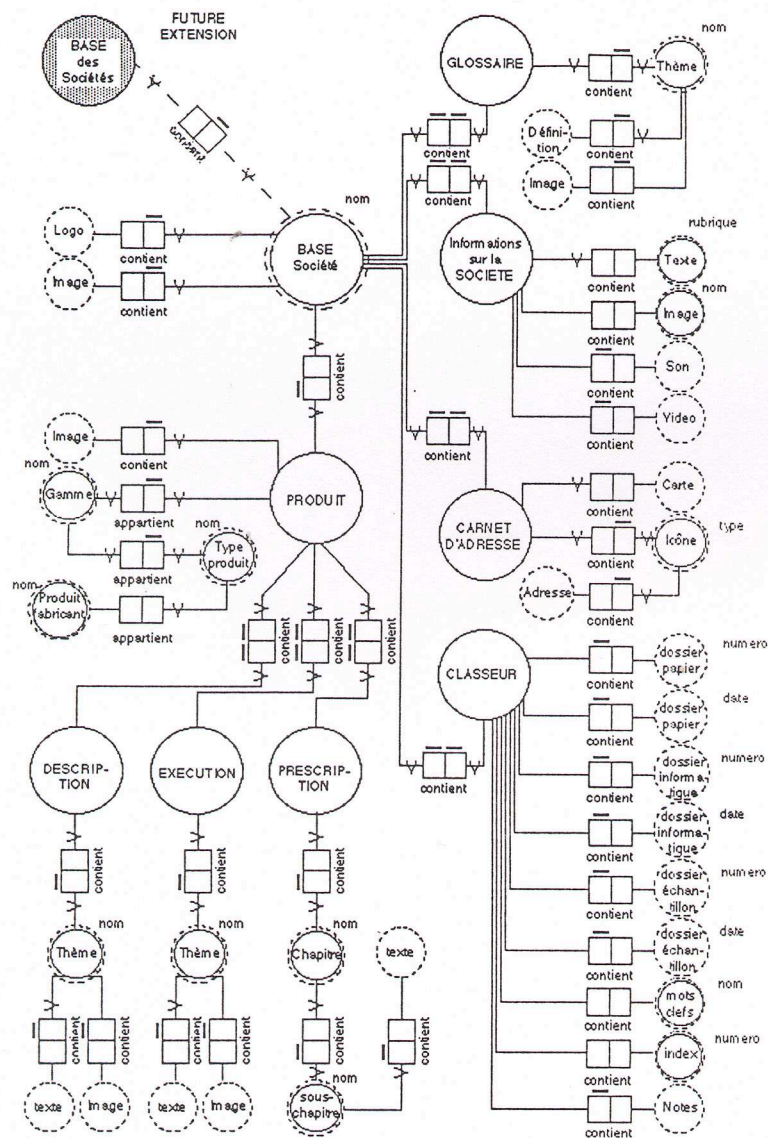 FUTURE
EXTENSION
BASE
des
Sociétés
contient
nom
BASE
Société
Logo
contient
Image
contient
contient
GLOSSAIRE
contient
nom
Thème
Défini-
tion
contient
Image
contient
contient
contient
Informations
sur la
SOCIETE
rubrique
Texte
contient
nom
Image
contient
Son
contient
Video
contient
contient
CARNET
D'ADRESSE
Carte
contient
type
Icône
contient
Adresse
contient
Image
contient
nom
Gamme
appartient
PRODUIT
nom
Type
produit
appartient
nom
Produit
fabricant
appartient
contient
contient
contient
DESCRIP-
TION
EXECUTION
PRESCRIP-
TION
contient
contient
contient
nom
Thème
nom
Thème
nom
Chapitre
texte
contient
contient
contient
contient
contient
contient
texte
Image
texte
Image
nom
sous-
chapitre
contient
CLASSEUR
numero
dossier
papier
contient
date
dossier
papier
contient
numero
dossier
informa-
tique
contient
date
dossier
informa-
tique
contient
numero
dossier
échan-
tillon
contient
date
dossier
échan-
tillon
contient
nom
mots
clefs
contient
numero
index
contient
Notes
contient